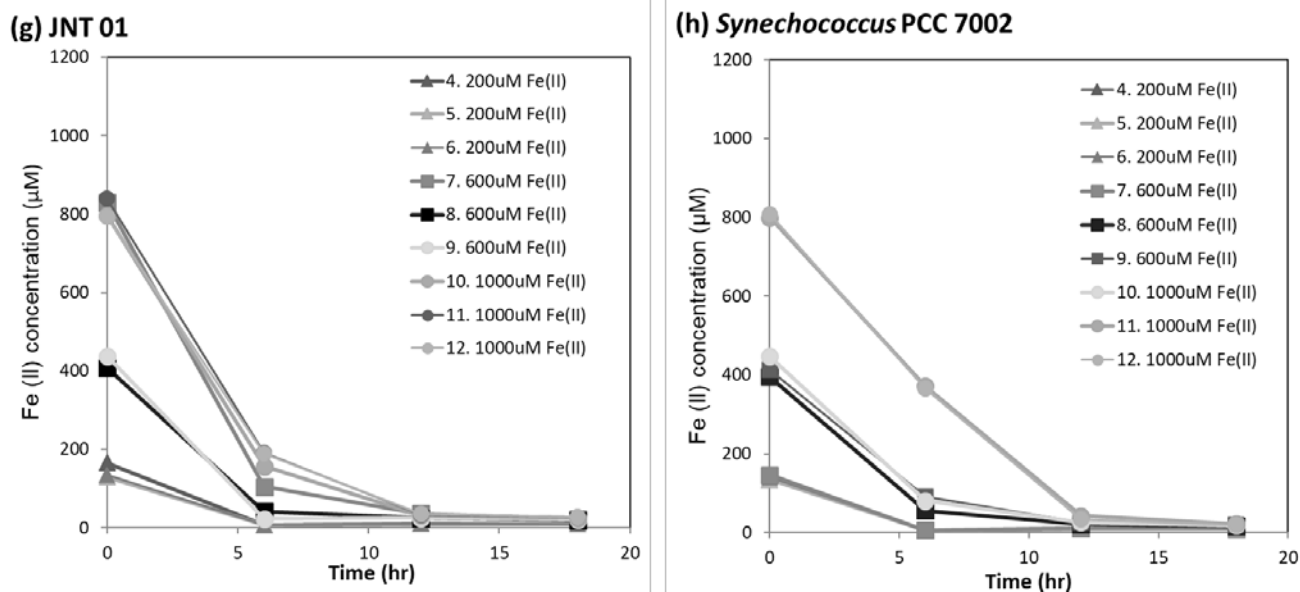 (g) JNT 01
1200
1000
800
600
400
200
0
Fe (II) concentration (μM)
4. 200uM Fe(II)
5. 200uM Fe(II)
6. 200uM Fe(II)
7. 600uM Fe(II)
8. 600uM Fe(II)
9. 600uM Fe(II)
10. 1000uM Fe(II)
11. 1000uM Fe(II)
12. 1000uM Fe(II)
0 5 10 15 20
Time (hr)
(h) Synechococcus PCC 7002
1200
1000
800
600
400
200
0
Fe (II) concentration (μM)
4. 200uM Fe(II)
5. 200uM Fe(II)
6. 200uM Fe(II)
7. 600uM Fe(II)
8. 600uM Fe(II)
9. 600uM Fe(II)
10. 1000uM Fe(II)
11. 1000uM Fe(II)
12. 1000uM Fe(II)
0 5 10 15 20
Time (hr)